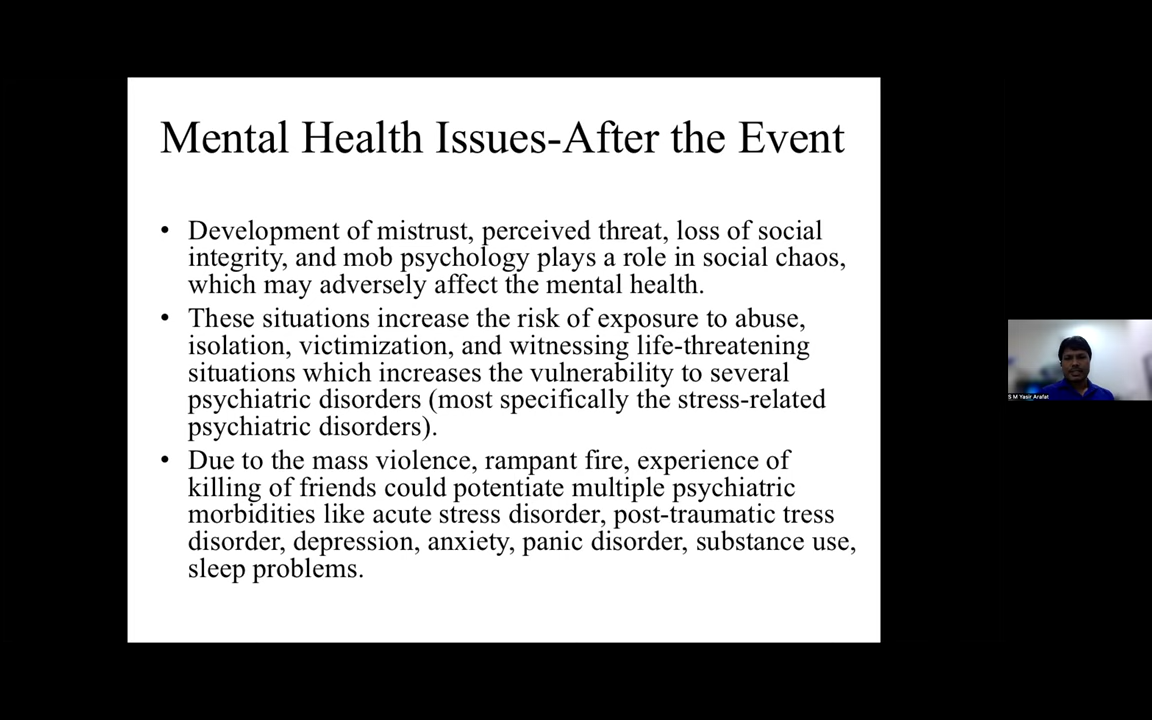 Mental Health Issues-After the Event
• Development of mistrust, perceived threat, loss of social
integrity, and mob psychology plays a role in social chaos,
which may adversely affect the mental health.
• These situations increase the risk of exposure to abuse,
isolation, victimization, and witnessing life-threatening
situations which increases the vulnerability to several
psychiatric disorders (most specifically the stress-related
psychiatric disorders).
• Due to the mass violence, rampant fire, experience of
killing of friends could potentiate multiple psychiatric
morbidities like acute stress disorder, post-traumatic tress
disorder, depression, anxiety, panic disorder, substance use,
sleep problems.
S M Yasir Arafat